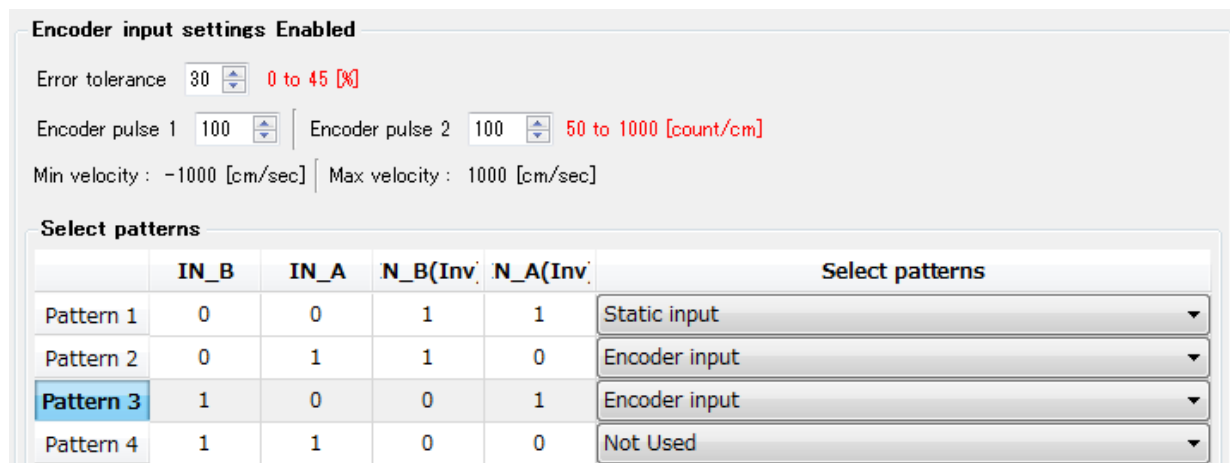 Encoder input settings Enabled
Error tolerance 30 0 to 45 [%]
Encoder pulse 1 100 Encoder pulse 2 100 50 to 1000 [count/cm]
Min velocity : -1000 [cm/sec] Max velocity : 1000 [cm/sec]
Select patterns
IN_B IN_A N_B(Inv) N_A(Inv) Select patterns
Pattern 1 0 0 1 1 Static input
Pattern 2 0 1 1 0 Encoder input
Pattern 3 1 0 0 1 Encoder input
Pattern 4 1 1 0 0 Not Used